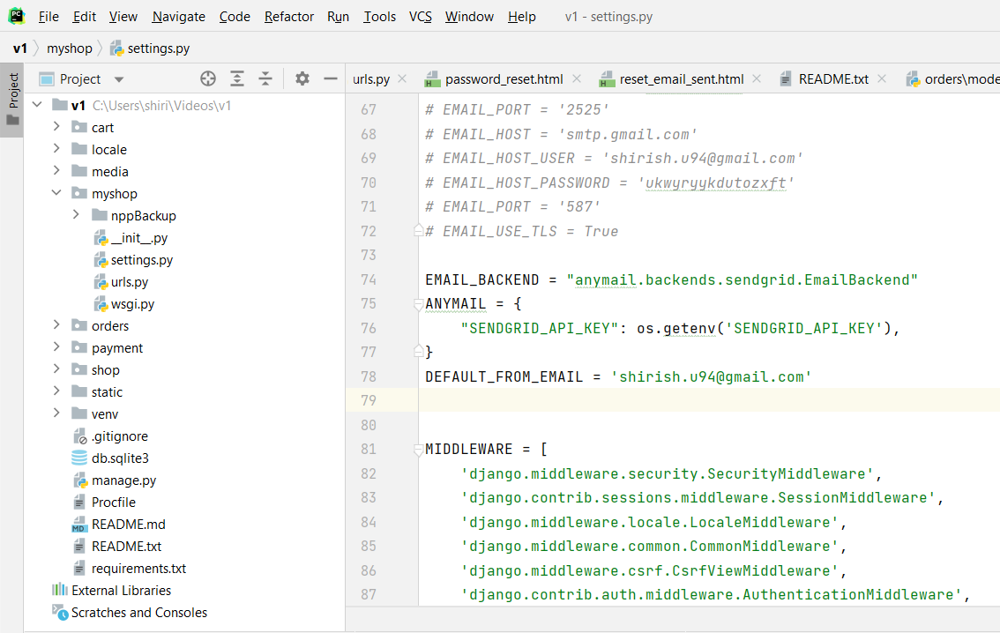 File Edit View Navigate Code Refactor Run Tools VCS Window Help v1 - settings.py
v1 myshop settings.py
Project
Project
urls.py password_reset.html reset_email_sent.html README.txt orders\mode
v1 C:\Users\shiri\Videos\v1
cart
locale
media
myshop
nppBackup
__init__.py
settings.py
urls.py
wsgi.py
orders
payment
shop
static
venv
.gitignore
db.sqlite3
manage.py
Procfile
README.md
README.txt
requirements.txt
External Libraries
Scratches and Consoles
67 # EMAIL_PORT = '2525'
68 # EMAIL_HOST = 'smtp.gmail.com'
69 # EMAIL_HOST_USER = 'shirish.u94@gmail.com'
70 # EMAIL_HOST_PASSWORD = 'ukwyryykdutozxft'
71 # EMAIL_PORT = '587'
72 # EMAIL_USE_TLS = True
73
74 EMAIL_BACKEND = "anymail.backends.sendgrid.EmailBackend"
75 ANYMAIL = {
76 "SENDGRID_API_KEY": os.getenv('SENDGRID_API_KEY'),
77 }
78 DEFAULT_FROM_EMAIL = 'shirish.u94@gmail.com'
79
80
81 MIDDLEWARE = [
82 'django.middleware.security.SecurityMiddleware',
83 'django.contrib.sessions.middleware.SessionMiddleware',
84 'django.middleware.locale.LocaleMiddleware',
85 'django.middleware.common.CommonMiddleware',
86 'django.middleware.csrf.CsrfViewMiddleware',
87 'django.contrib.auth.middleware.AuthenticationMiddleware',